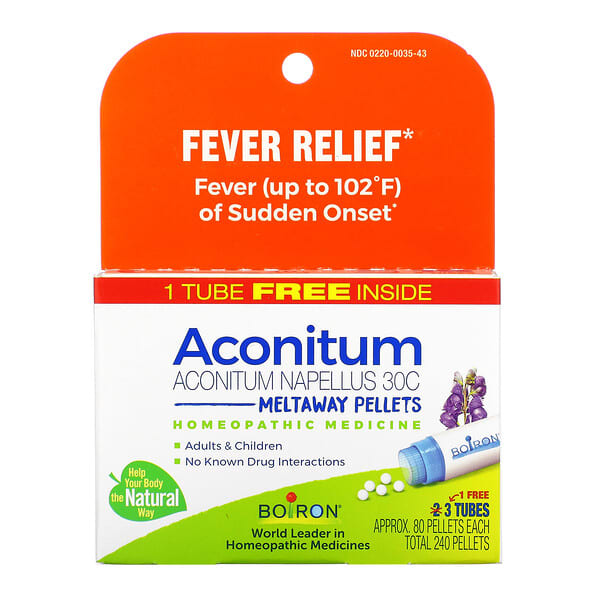 NDC 0220-0035-43
FEVER RELIEF*
Fever (up to 102°F)
of Sudden Onset*
1 TUBE FREE INSIDE
Aconitum
ACONITUM NAPELLUS 30C
MELTAWAY PELLETS
HOMEOPATHIC MEDICINE
• Adults & Children
• No Known Drug Interactions
BOIRON
Help
Your Body
the Natural
Way
BOIRON®
World Leader in
Homeopathic Medicines
1 FREE
2 3 TUBES
APPROX. 80 PELLETS EACH
TOTAL 240 PELLETS